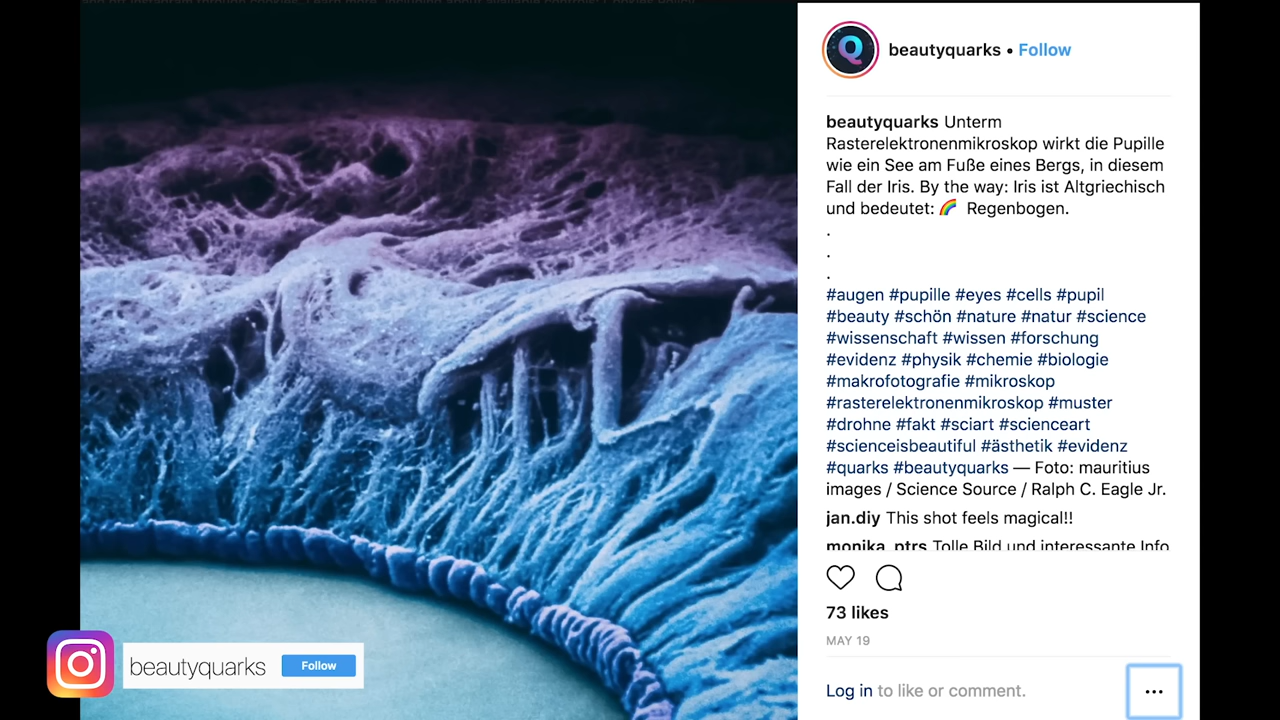 beautyquarks • Follow
beautyquarks Unterm
Rasterelektronenmikroskop wirkt die Pupille
wie ein See am Fuße eines Bergs, in diesem
Fall der Iris. By the way: Iris ist Altgriechisch
und bedeutet: 🌈 Regenbogen.
.
.
.
#augen #pupille #eyes #cells #pupil
#beauty #schön #nature #natur #science
#wissenschaft #wissen #forschung
#evidenz #physik #chemie #biologie
#makrofotografie #mikroskop
#rasterelektronenmikroskop #muster
#drohne #fakt #sciart #scienceart
#scienceisbeautiful #ästhetik #evidenz
#quarks #beautyquarks — Foto: mauritius
images / Science Source / Ralph C. Eagle Jr.
jan.diy This shot feels magical!!
monika_ptrs Tolle Bild und interessante Info
73 likes
MAY 19
Log in to like or comment.
beautyquarks Follow